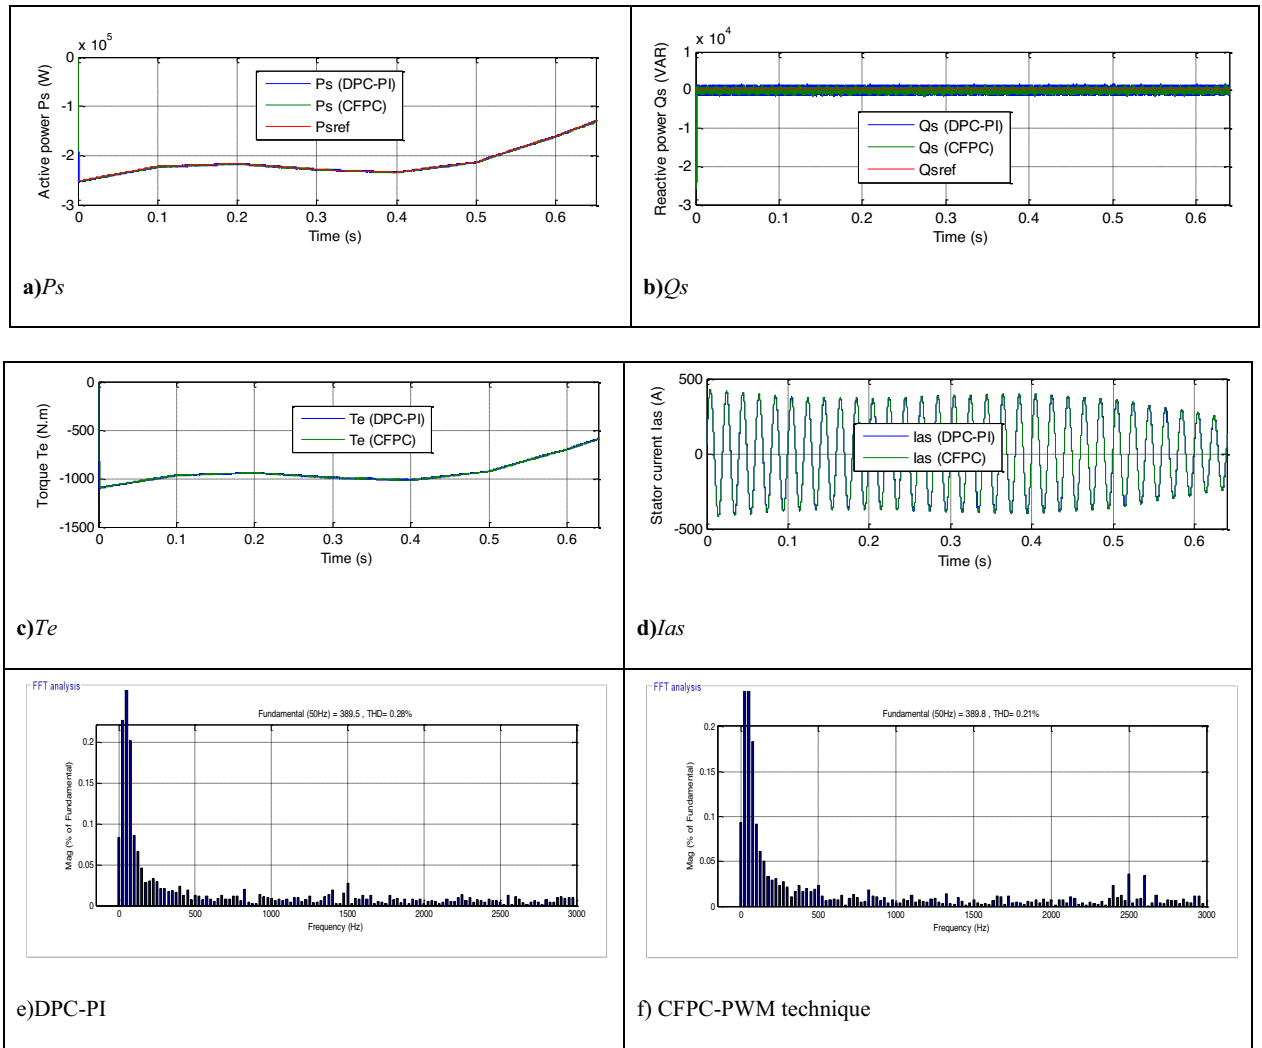 x 10^5
0
-1
-2
-3
Active power Ps (W)
Ps (DPC-PI)
Ps (CFPC)
Psref
0 0.1 0.2 0.3 0.4 0.5 0.6
Time (s)
a)Ps
x 10^4
1
0
-1
-2
-3
Reactive power Qs (VAR)
Qs (DPC-PI)
Qs (CFPC)
Qsref
0 0.1 0.2 0.3 0.4 0.5 0.6
Time (s)
b)Qs
0
-500
-1000
-1500
Torque Te (N.m)
Te (DPC-PI)
Te (CFPC)
0 0.1 0.2 0.3 0.4 0.5 0.6
Time (s)
c)Te
500
0
-500
Stator current Ias (A)
Ias (DPC-PI)
Ias (CFPC)
0 0.1 0.2 0.3 0.4 0.5 0.6
Time (s)
d)Ias
FFT analysis
Fundamental (50Hz) = 389.5 , THD= 0.28%
0.2
0.15
0.1
0.05
0
Mag (% of Fundamental)
0 500 1000 1500 2000 2500 3000
Frequency (Hz)
e)DPC-PI
FFT analysis
Fundamental (50Hz) = 389.8 , THD= 0.21%
0.2
0.15
0.1
0.05
0
Mag (% of Fundamental)
0 500 1000 1500 2000 2500 3000
Frequency (Hz)
f) CFPC-PWM technique